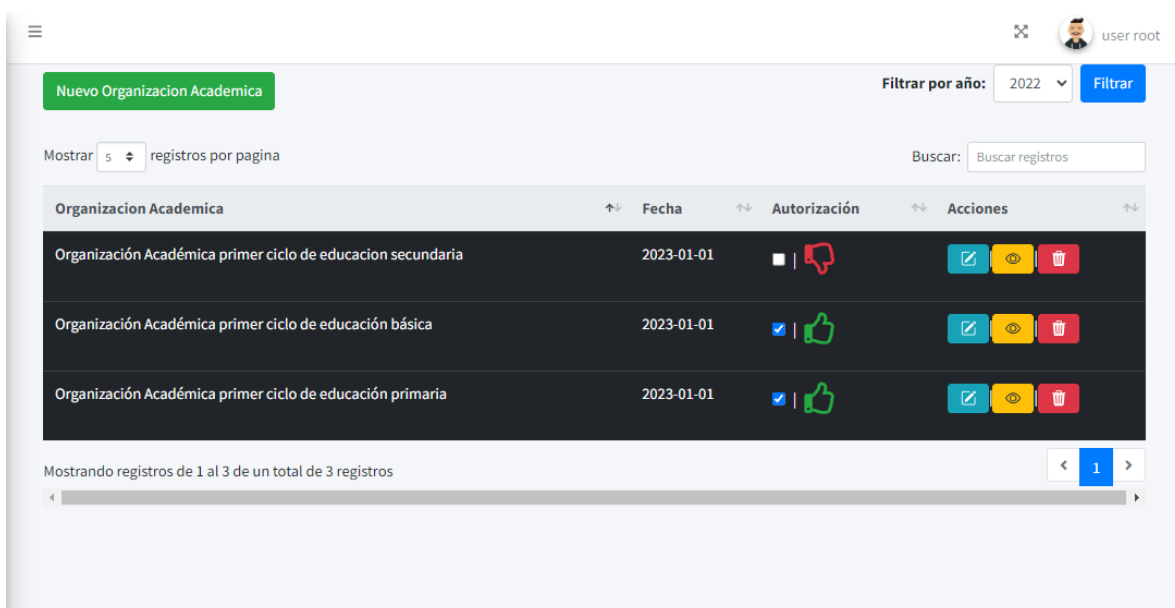 user root
Nuevo Organizacion Academica
Filtrar por año: 2022 Filtrar
Mostrar 5 registros por pagina
Buscar: Buscar registros
Organizacion Academica Fecha Autorización Acciones
Organización Académica primer ciclo de educacion secundaria 2023-01-01 |
Organización Académica primer ciclo de educación básica 2023-01-01 |
Organización Académica primer ciclo de educación primaria 2023-01-01 |
Mostrando registros de 1 al 3 de un total de 3 registros
1